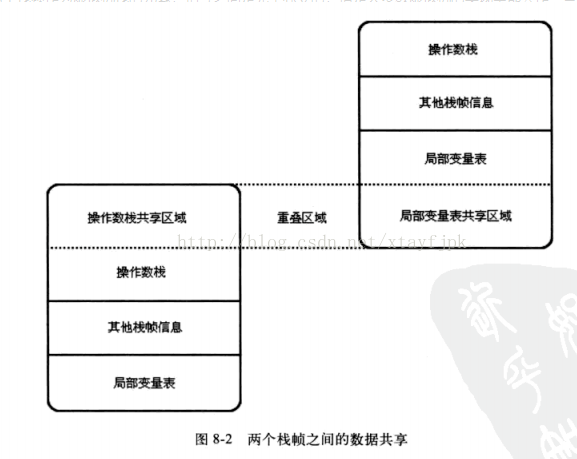 操作数栈
其他栈帧信息
局部变量表
操作数栈共享区域
重叠区域
局部变量表共享区域
http://blog.csdn.net/xtayfjpk
操作数栈
其他栈帧信息
局部变量表
图 8-2 两个栈帧之间的数据共享